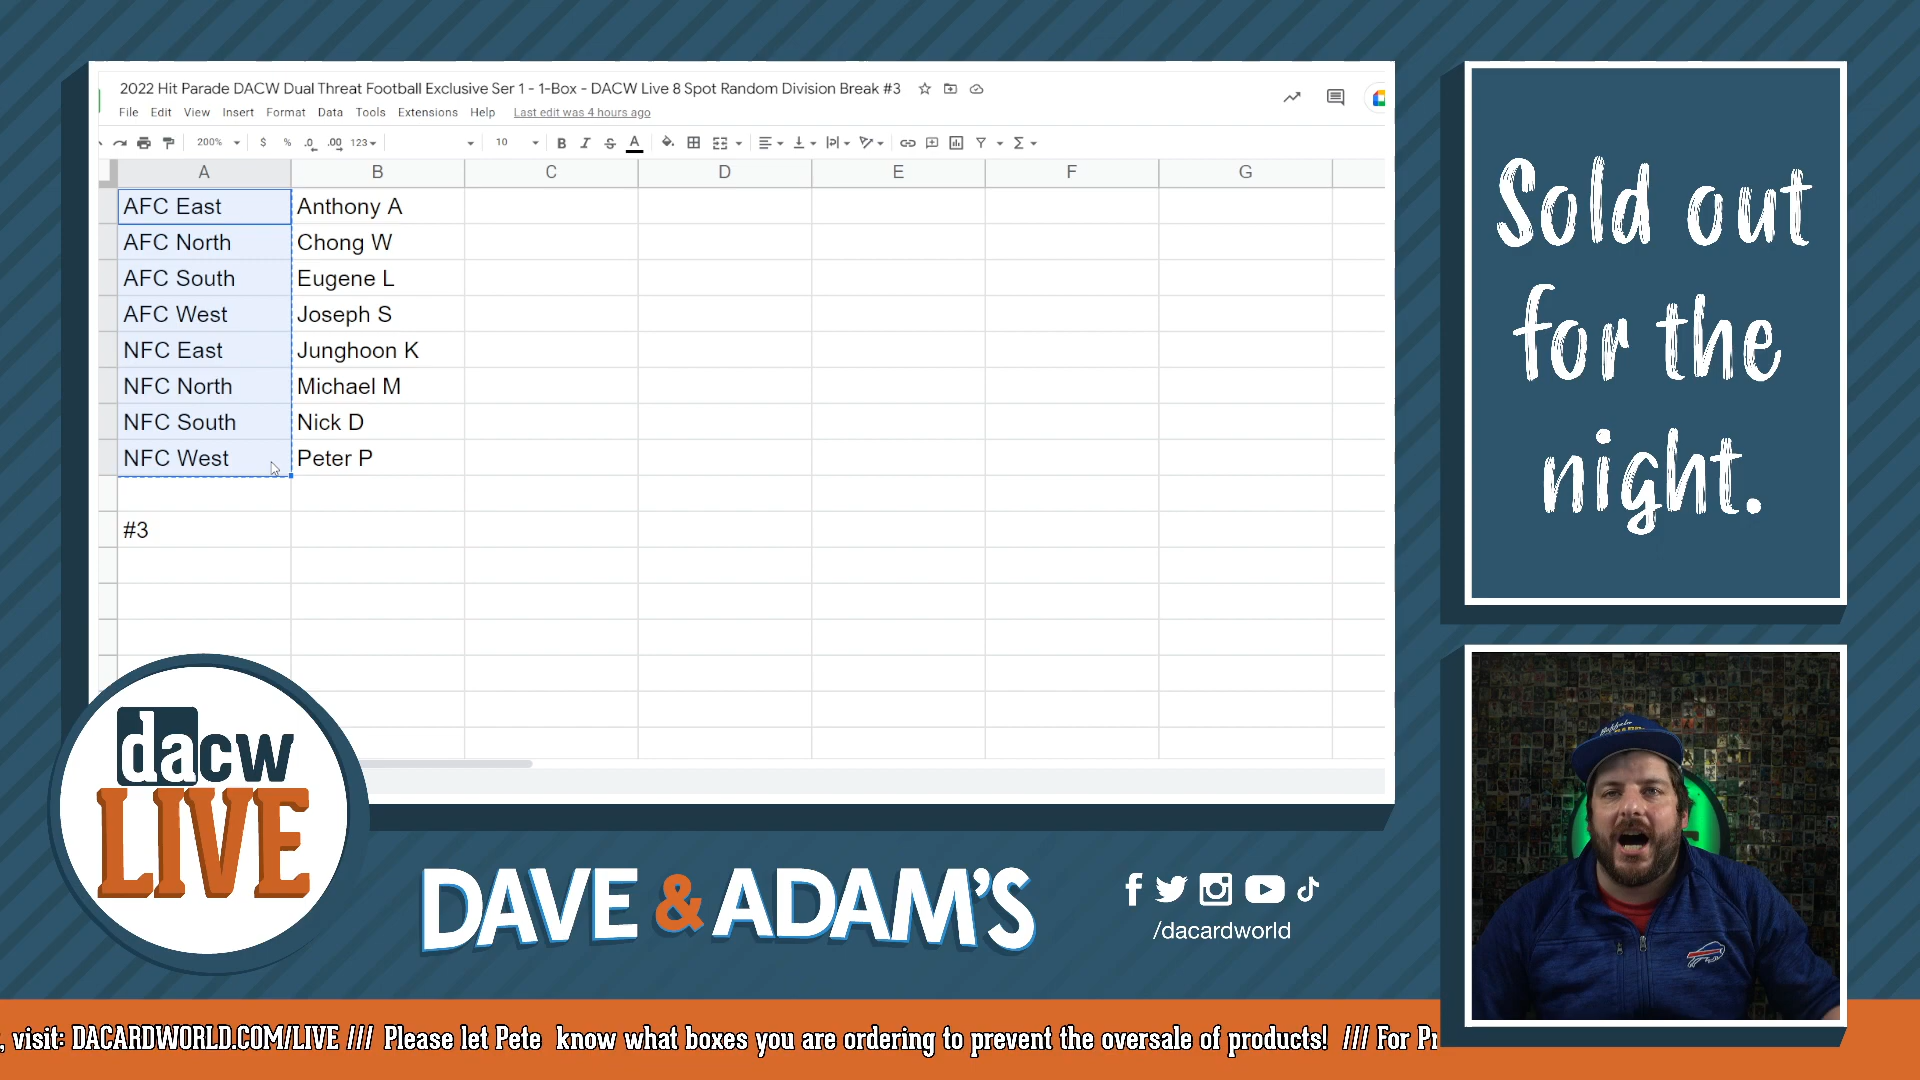 2022 Hit Parade DACW Dual Threat Football Exclusive Ser 1 - 1-Box - DACW Live 8 Spot Random Division Break #3
File Edit View Insert Format Data Tools Extensions Help Last edit was 4 hours ago
200% $ % .0 .00 123 10 B I S A
A B C D E F G
AFC East Anthony A
AFC North Chong W
AFC South Eugene L
AFC West Joseph S
NFC East Junghoon K
NFC North Michael M
NFC South Nick D
NFC West Peter P
#3
Sold out
for the
night.
dacw
LIVE
DAVE & ADAM'S
/dacardworld
, visit: DACARDWORLD.COM/LIVE /// Please let Pete know what boxes you are ordering to prevent the oversale of products! /// For